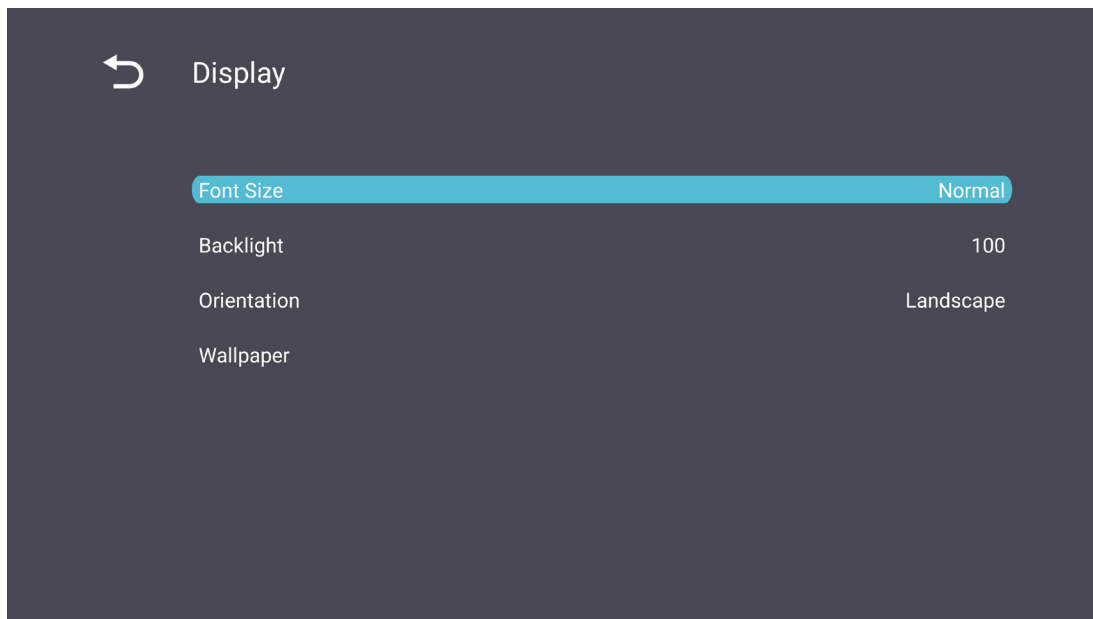 Display
Font Size Normal
Backlight 100
Orientation Landscape
Wallpaper